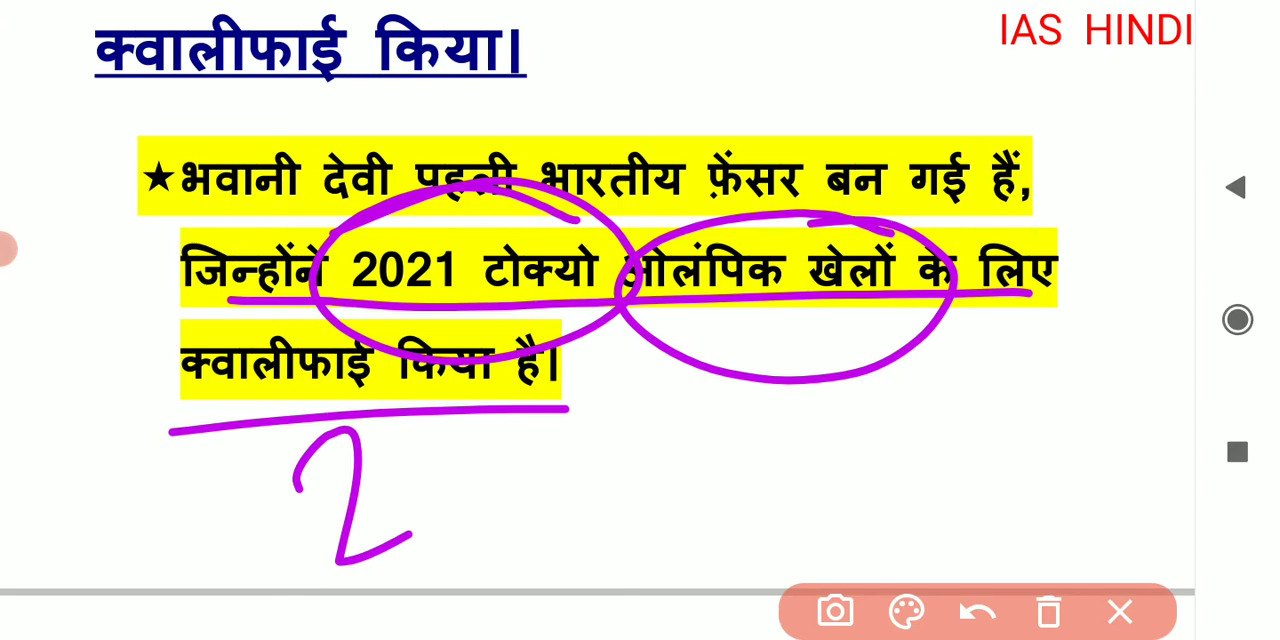 क्वालीफाई किया।
IAS HINDI
★भवानी देवी पहली भारतीय फ़ेंसर बन गई हैं,
जिन्होंने 2021 टोक्यो ओलंपिक खेलों के लिए
क्वालीफाई किया है।
2